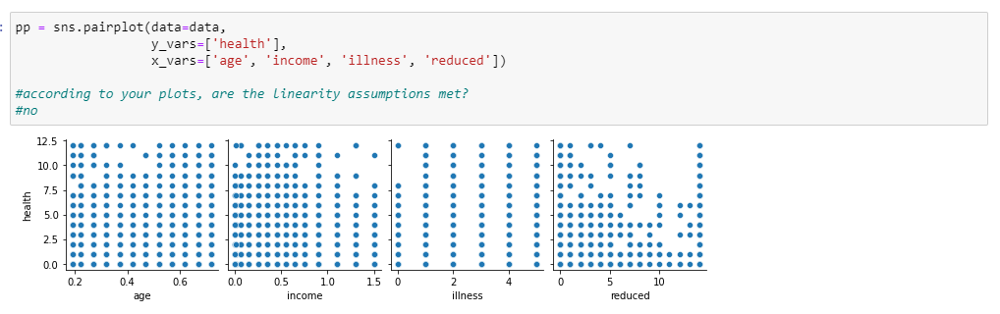 : pp = sns.pairplot(data=data,
y_vars=['health'],
x_vars=['age', 'income', 'illness', 'reduced'])
#according to your plots, are the linearity assumptions met?
#no
12.5
10.0
7.5
5.0
2.5
0.0
health
0.2 0.4 0.6
age
0.0 0.5 1.0 1.5
income
0 2 4
illness
0 5 10
reduced